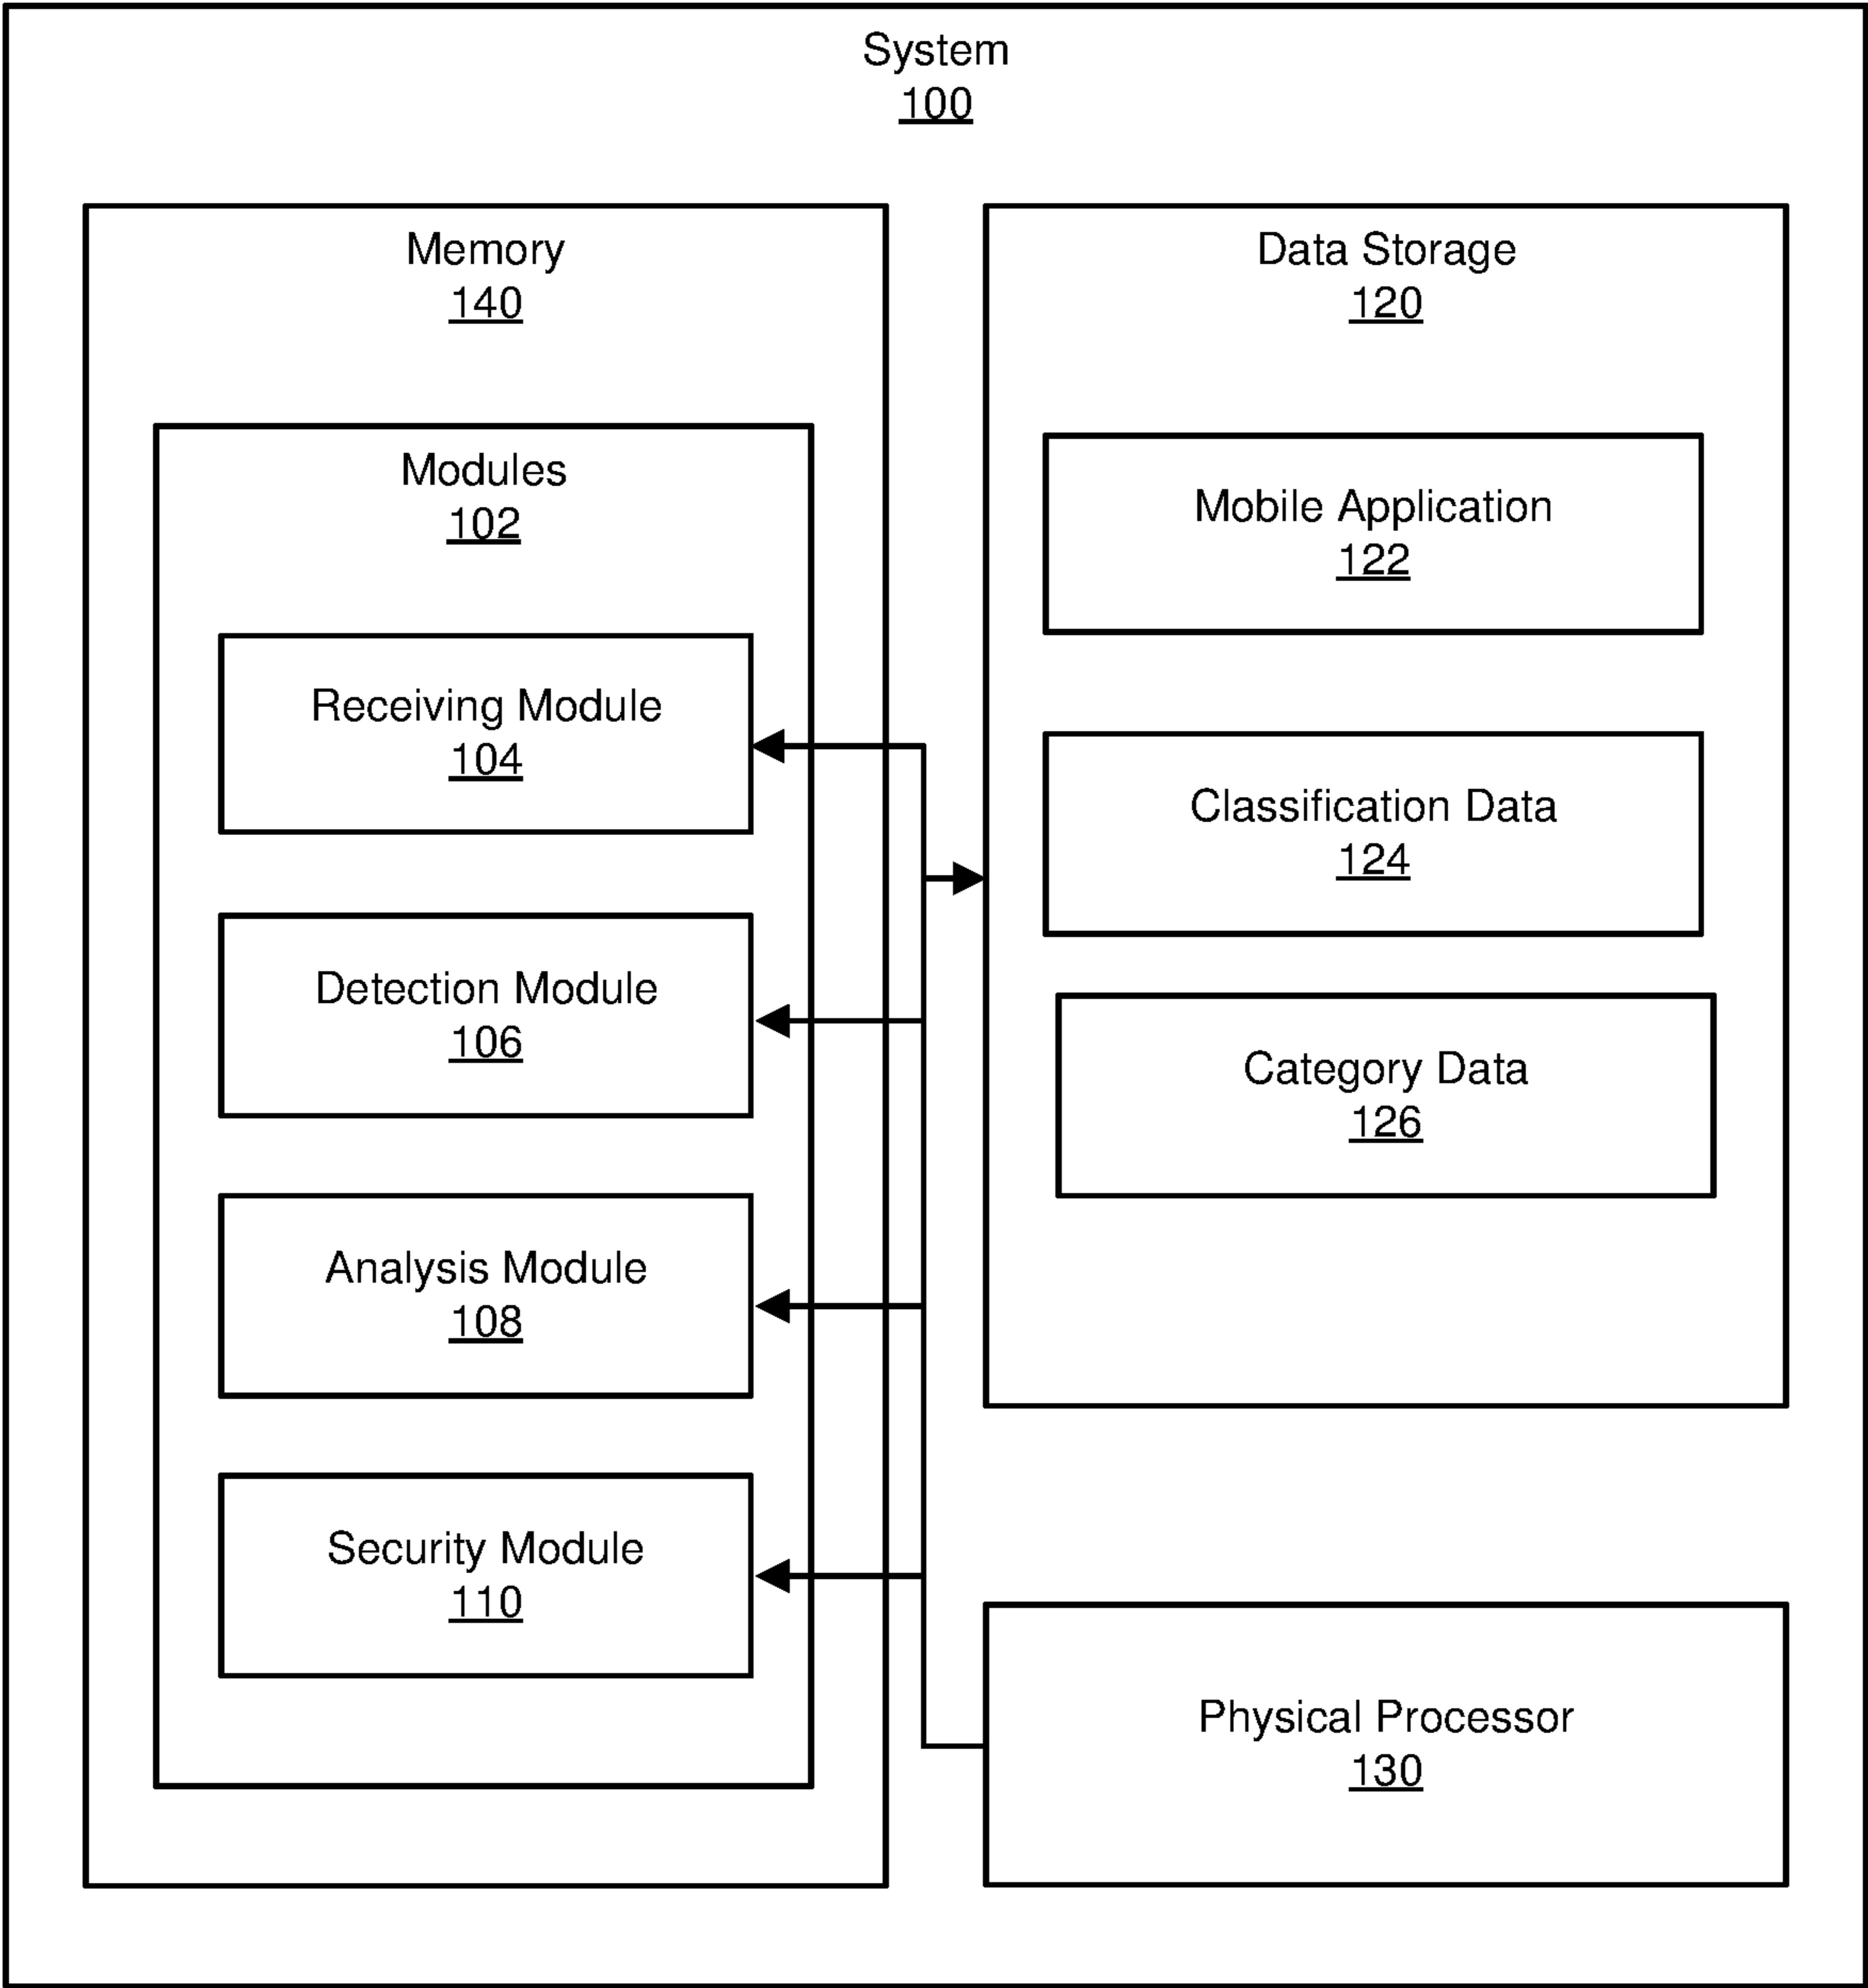 System
100
Memory
140
Modules
102
Receiving Module
104
Detection Module
106
Analysis Module
108
Security Module
110
Data Storage
120
Mobile Application
122
Classification Data
124
Category Data
126
Physical Processor
130